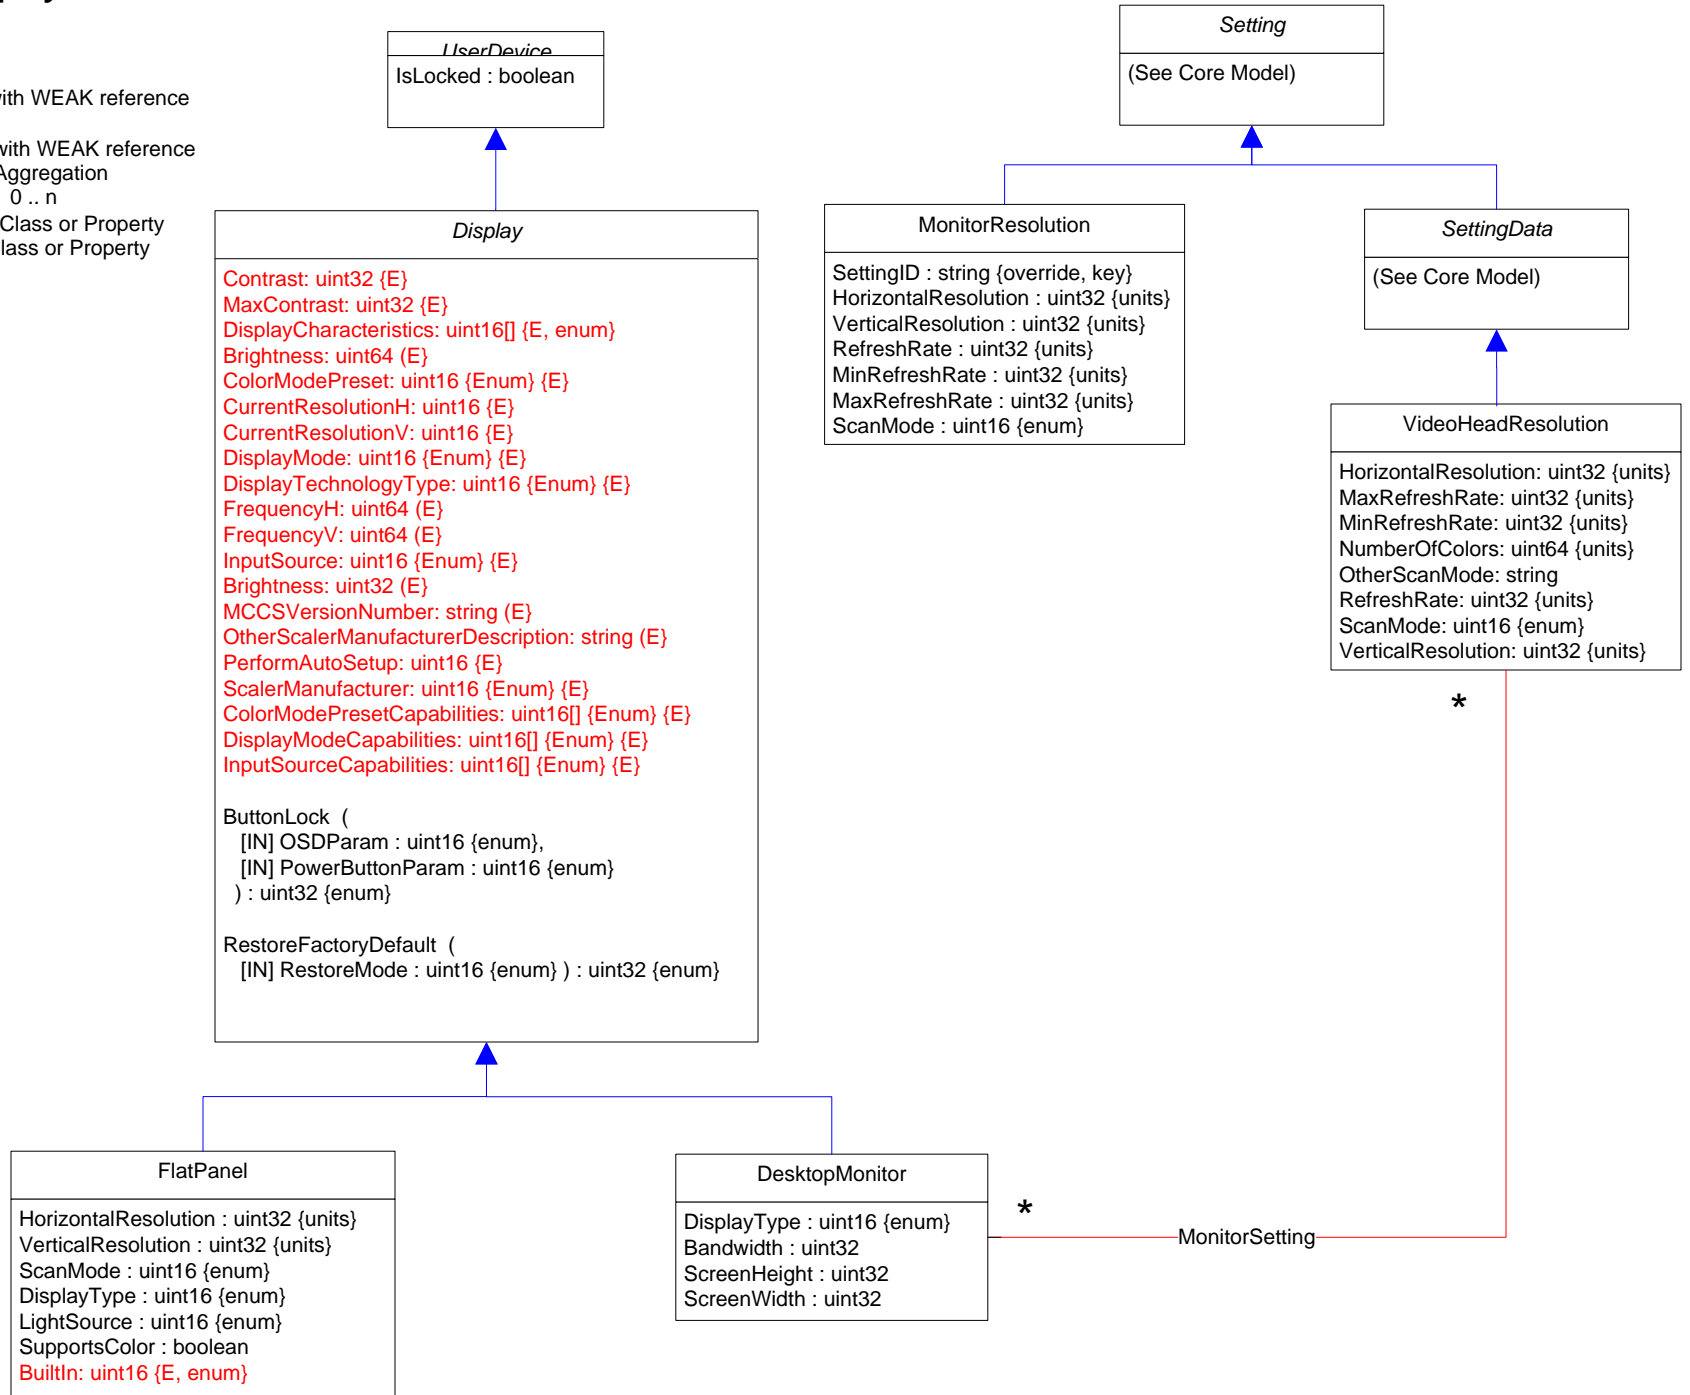 with WEAK reference
with WEAK reference
Aggregation
0 .. n
Class or Property
Class or Property
UserDevice
IsLocked : boolean
Setting
(See Core Model)
Display
Contrast: uint32 {E}
MaxContrast: uint32 {E}
DisplayCharacteristics: uint16[] {E, enum}
Brightness: uint64 (E}
ColorModePreset: uint16 {Enum} {E}
CurrentResolutionH: uint16 {E}
CurrentResolutionV: uint16 {E}
DisplayMode: uint16 {Enum} {E}
DisplayTechnologyType: uint16 {Enum} {E}
FrequencyH: uint64 (E}
FrequencyV: uint64 (E}
InputSource: uint16 {Enum} {E}
Brightness: uint32 (E}
MCCSVersionNumber: string (E}
OtherScalerManufacturerDescription: string (E}
PerformAutoSetup: uint16 {E}
ScalerManufacturer: uint16 {Enum} {E}
ColorModePresetCapabilities: uint16[] {Enum} {E}
DisplayModeCapabilities: uint16[] {Enum} {E}
InputSourceCapabilities: uint16[] {Enum} {E}
ButtonLock (
[IN] OSDParam : uint16 {enum},
[IN] PowerButtonParam : uint16 {enum}
) : uint32 {enum}
RestoreFactoryDefault (
[IN] RestoreMode : uint16 {enum} ) : uint32 {enum}
MonitorResolution
SettingID : string {override, key}
HorizontalResolution : uint32 {units}
VerticalResolution : uint32 {units}
RefreshRate : uint32 {units}
MinRefreshRate : uint32 {units}
MaxRefreshRate : uint32 {units}
ScanMode : uint16 {enum}
SettingData
(See Core Model)
VideoHeadResolution
HorizontalResolution: uint32 {units}
MaxRefreshRate: uint32 {units}
MinRefreshRate: uint32 {units}
NumberOfColors: uint64 {units}
OtherScanMode: string
RefreshRate: uint32 {units}
ScanMode: uint16 {enum}
VerticalResolution: uint32 {units}
*
FlatPanel
HorizontalResolution : uint32 {units}
VerticalResolution : uint32 {units}
ScanMode : uint16 {enum}
DisplayType : uint16 {enum}
LightSource : uint16 {enum}
SupportsColor : boolean
BuiltIn: uint16 {E, enum}
DesktopMonitor
DisplayType : uint16 {enum}
Bandwidth : uint32
ScreenHeight : uint32
ScreenWidth : uint32
*
MonitorSetting